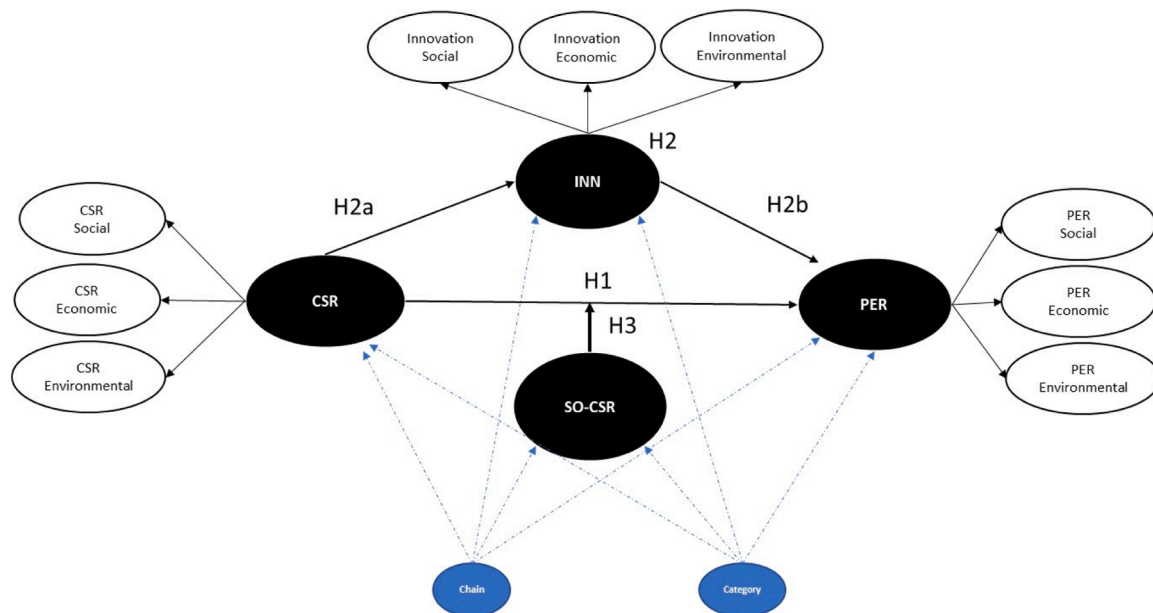 Innovation
Social
Innovation
Economic
Innovation
Environmental
H2
INN
H2a
H2b
CSR
Social
CSR
Economic
CSR
Environmental
CSR
H1
H3
PER
PER
Social
PER
Economic
PER
Environmental
SO-CSR
Chain
Category